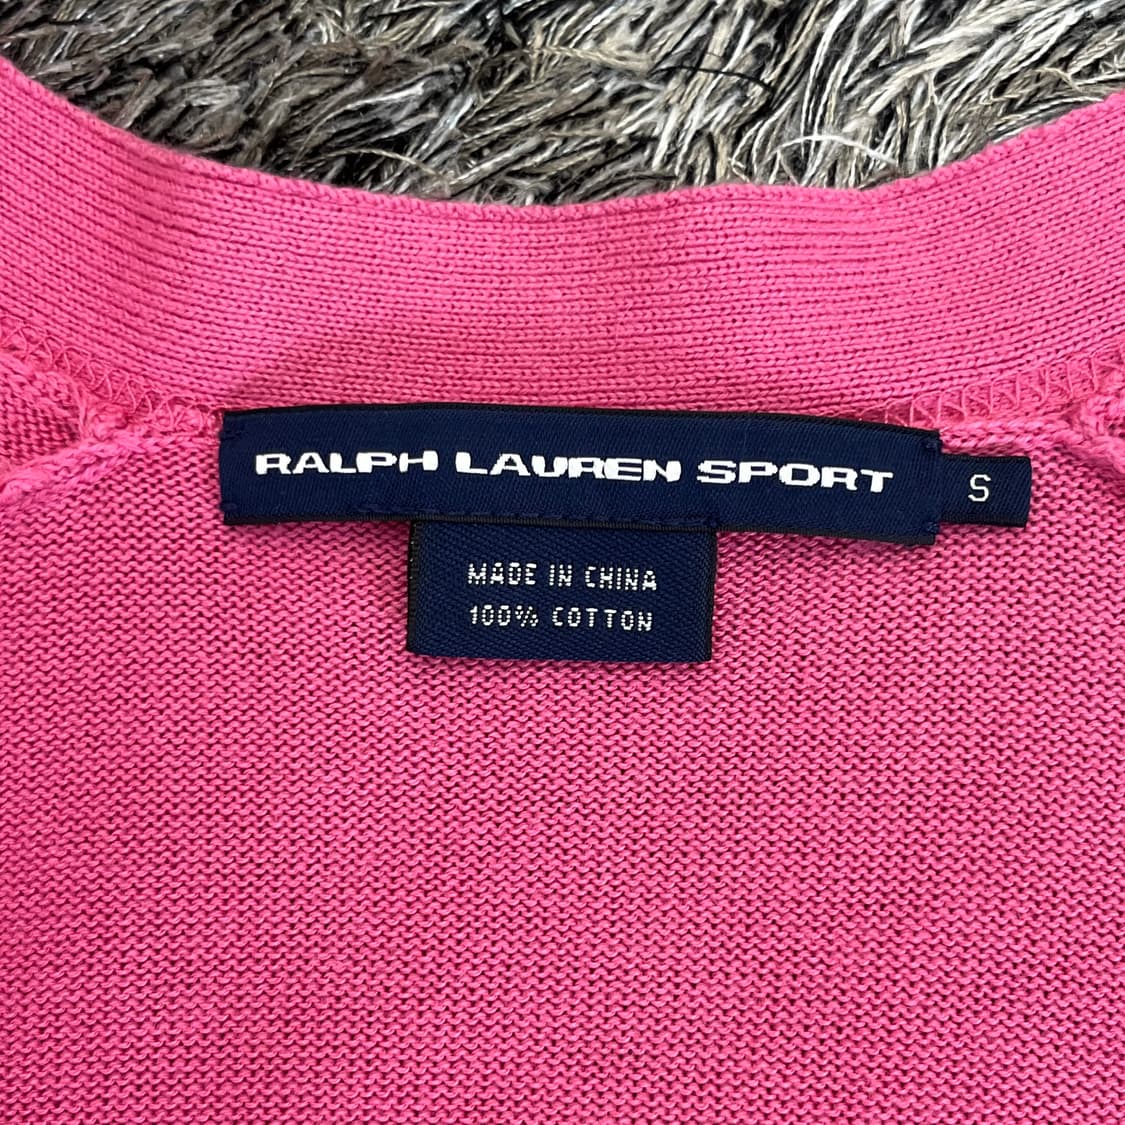 RALPH LAUREN SPORT
S
MADE IN CHINA
100% COTTON